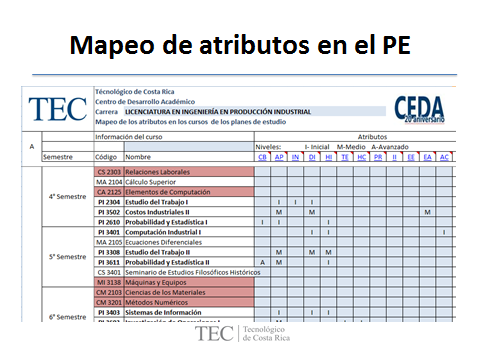 Mapeo de atributos en el PE
TEC
Técnológico de Costa Rica
Centro de Desarrollo Académico
Carrera LICENCIATURA EN INGENIERÍA EN PRODUCCIÓN INDUSTRIAL
Mapeo de los atributos en los cursos de los planes de estudio
CEDA
20 aniversario
Información del curso Atributos
A Niveles: I- Inicial M-Medio A-Avanzado
Semestre Código Nombre CB AP IN DI HI TE HC PR II EE EA AC
4° Semestre
CS 2303 Relaciones Laborales
MA 2104 Cálculo Superior
CA 2125 Elementos de Computación
PI 2304 Estudio del Trabajo I I I I
PI 3502 Costos Industriales II M M M
PI 2610 Probabilidad y Estadística I I I I
5° Semestre
PI 3401 Computación Industrial I I I I
MA 2105 Ecuaciones Diferenciales
PI 3308 Estudio del Trabajo II M M M
PI 3611 Probabilidad y Estadística II A M I
CS 3401 Seminario de Estudios Filosóficos Históricos
MI 3138 Máquinas y Equipos
6° Semestre
CM 2103 Ciencias de los Materiales
CM 3201 Métodos Numéricos
PI 3403 Sistemas de Información I I I
TEC Tecnológico
de Costa Rica